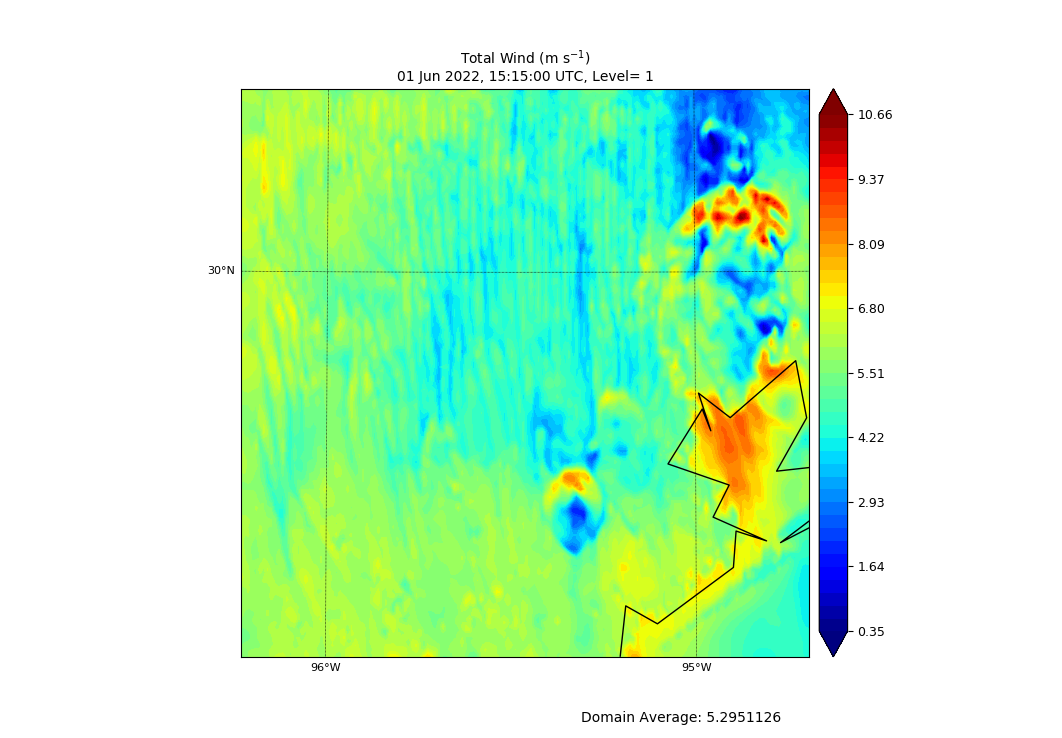 Total Wind (m s⁻¹)
01 Jun 2022, 15:15:00 UTC, Level= 1
10.66
9.37
8.09
6.80
5.51
4.22
2.93
1.64
0.35
30°N
96°W
95°W
Domain Average: 5.2951126